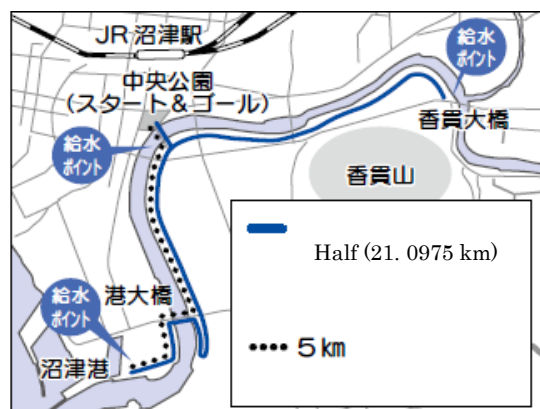 JR沼津駅
給水
ポイント
中央公園
(スタート&ゴール)
香貫大橋
給水
ポイント
香貫山
Half (21. 0975 km)
港大橋
給水
ポイント
沼津港
5km